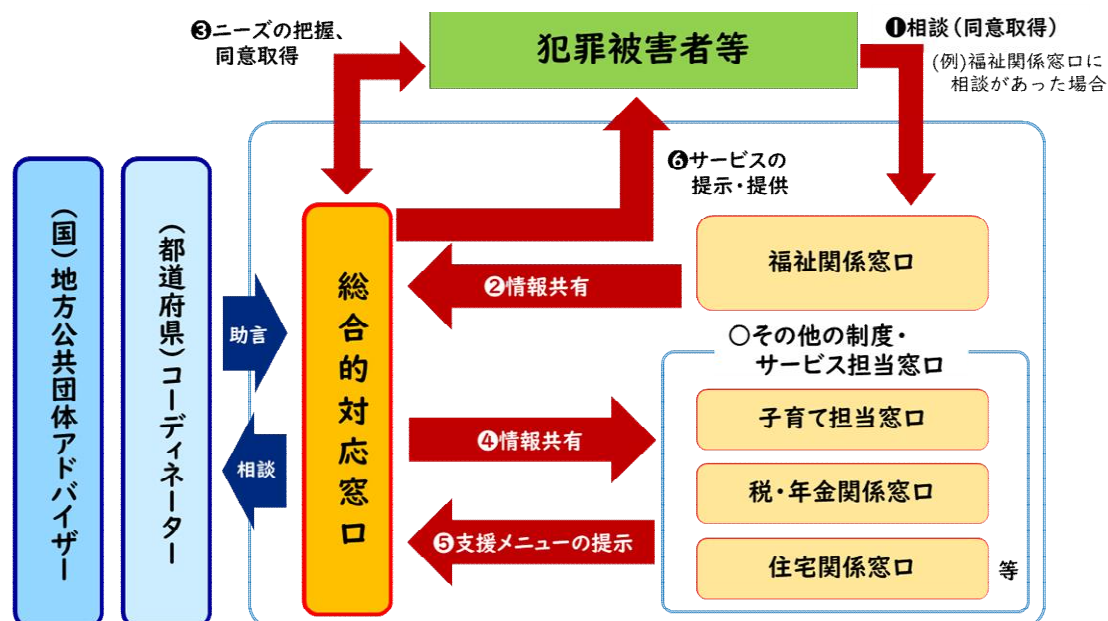 ❸ニーズの把握、
同意取得
犯罪被害者等
❶相談（同意取得）
(例)福祉関係窓口に
相談があった場合
❻サービスの
提示・提供
（国）地方公共団体アドバイザー
（都道府県）コーディネーター
助言
相談
総合的対応窓口
❷情報共有
福祉関係窓口
〇その他の制度・
サービス担当窓口
❹情報共有
子育て担当窓口
税・年金関係窓口
❺支援メニューの提示
住宅関係窓口
等